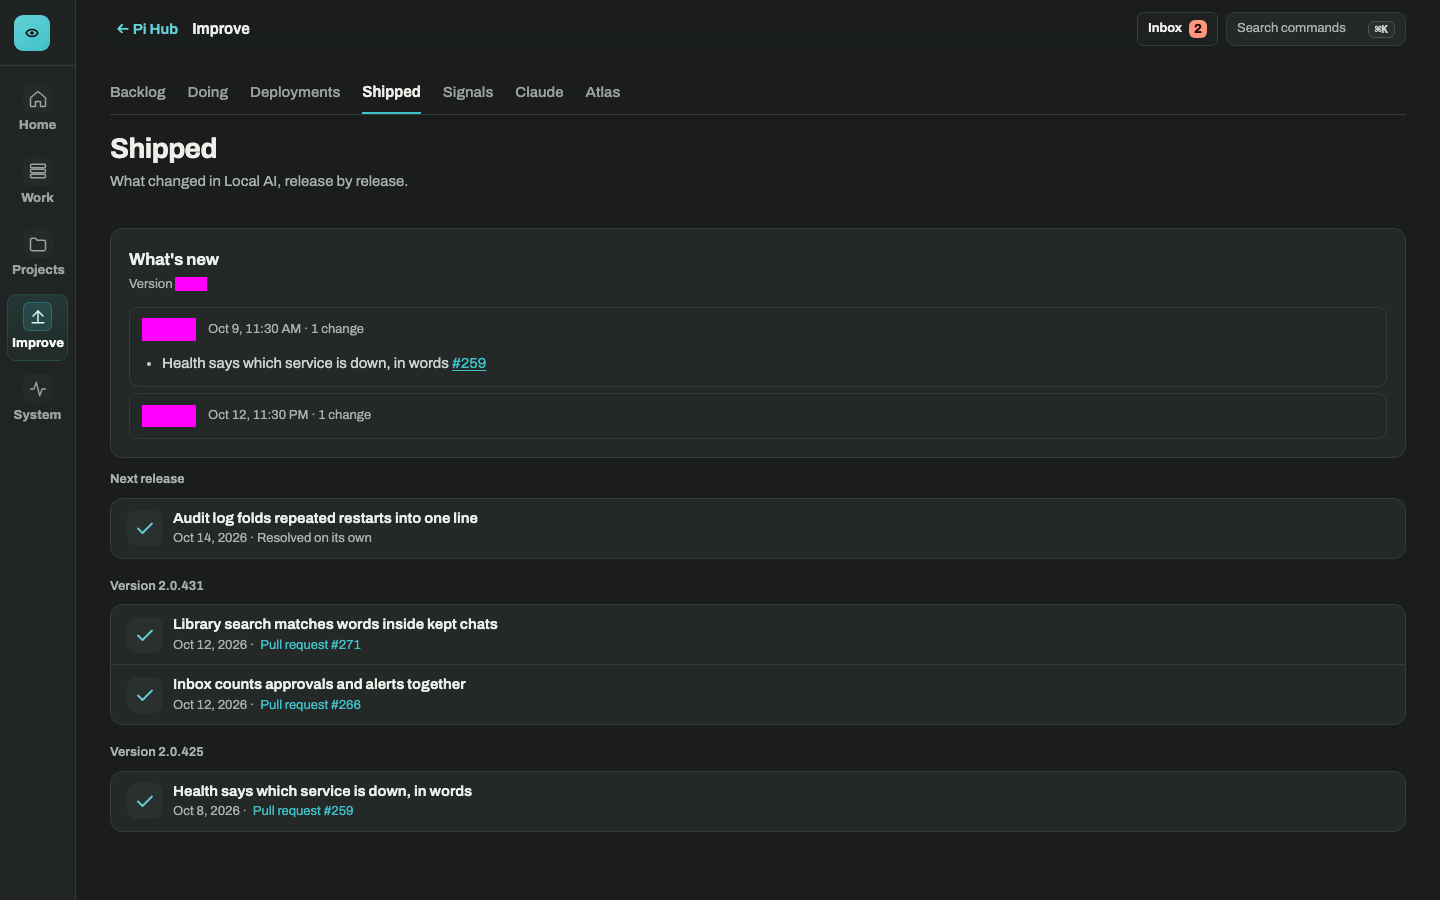 ← Pi Hub Improve
Inbox 2
Search commands ⌘K
Home
Work
Projects
Improve
System
Backlog Doing Deployments Shipped Signals Claude Atlas
Shipped
What changed in Local AI, release by release.
What's new
Version
Oct 9, 11:30 AM · 1 change
• Health says which service is down, in words #259
Oct 12, 11:30 PM · 1 change
Next release
Audit log folds repeated restarts into one line
Oct 14, 2026 · Resolved on its own
Version 2.0.431
Library search matches words inside kept chats
Oct 12, 2026 · Pull request #271
Inbox counts approvals and alerts together
Oct 12, 2026 · Pull request #266
Version 2.0.425
Health says which service is down, in words
Oct 8, 2026 · Pull request #259